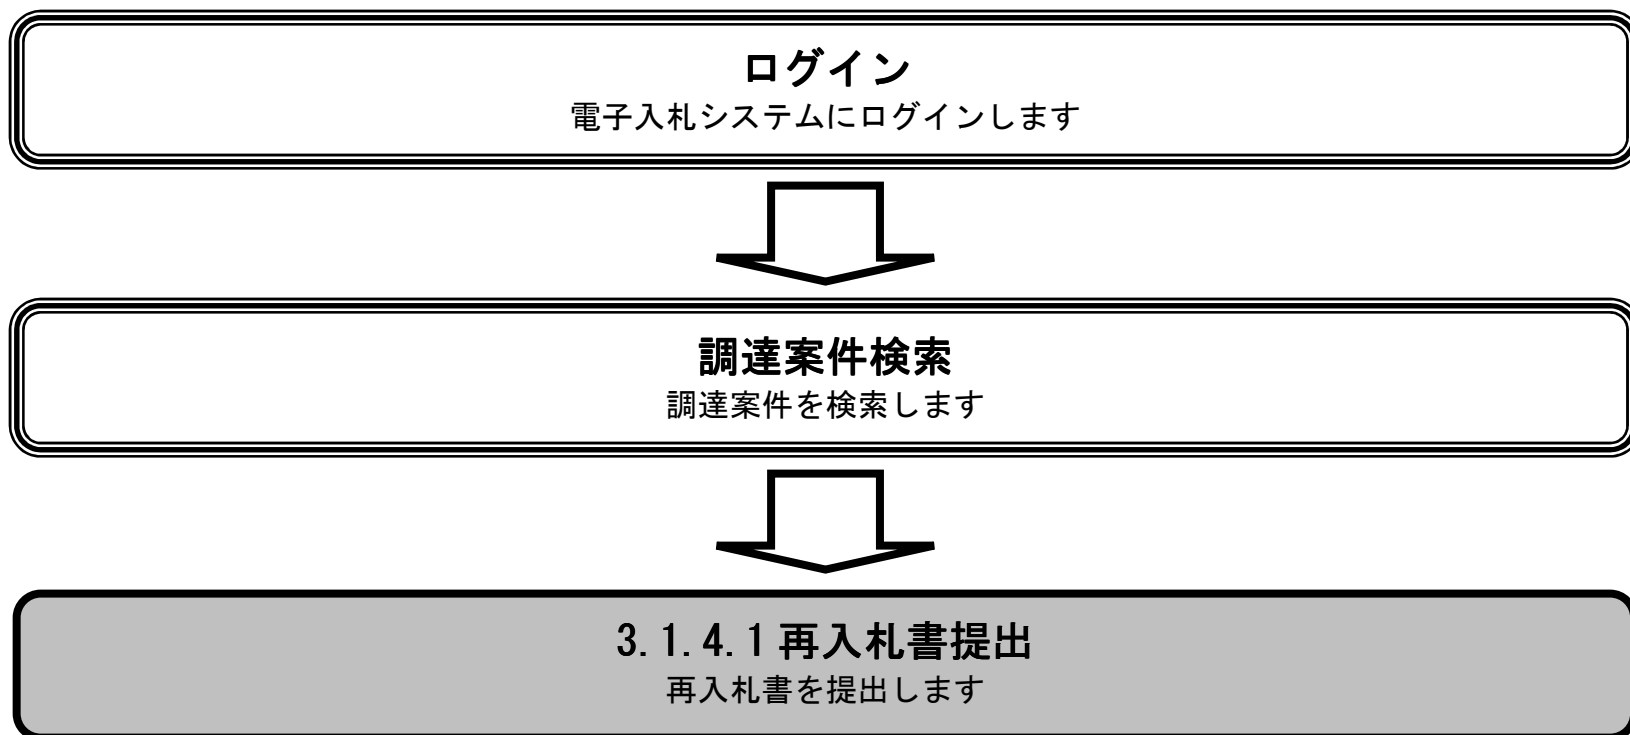 ログイン
電子入札システムにログインします
調達案件検索
調達案件を検索します
3.1.4.1再入札書提出
再入札書を提出します